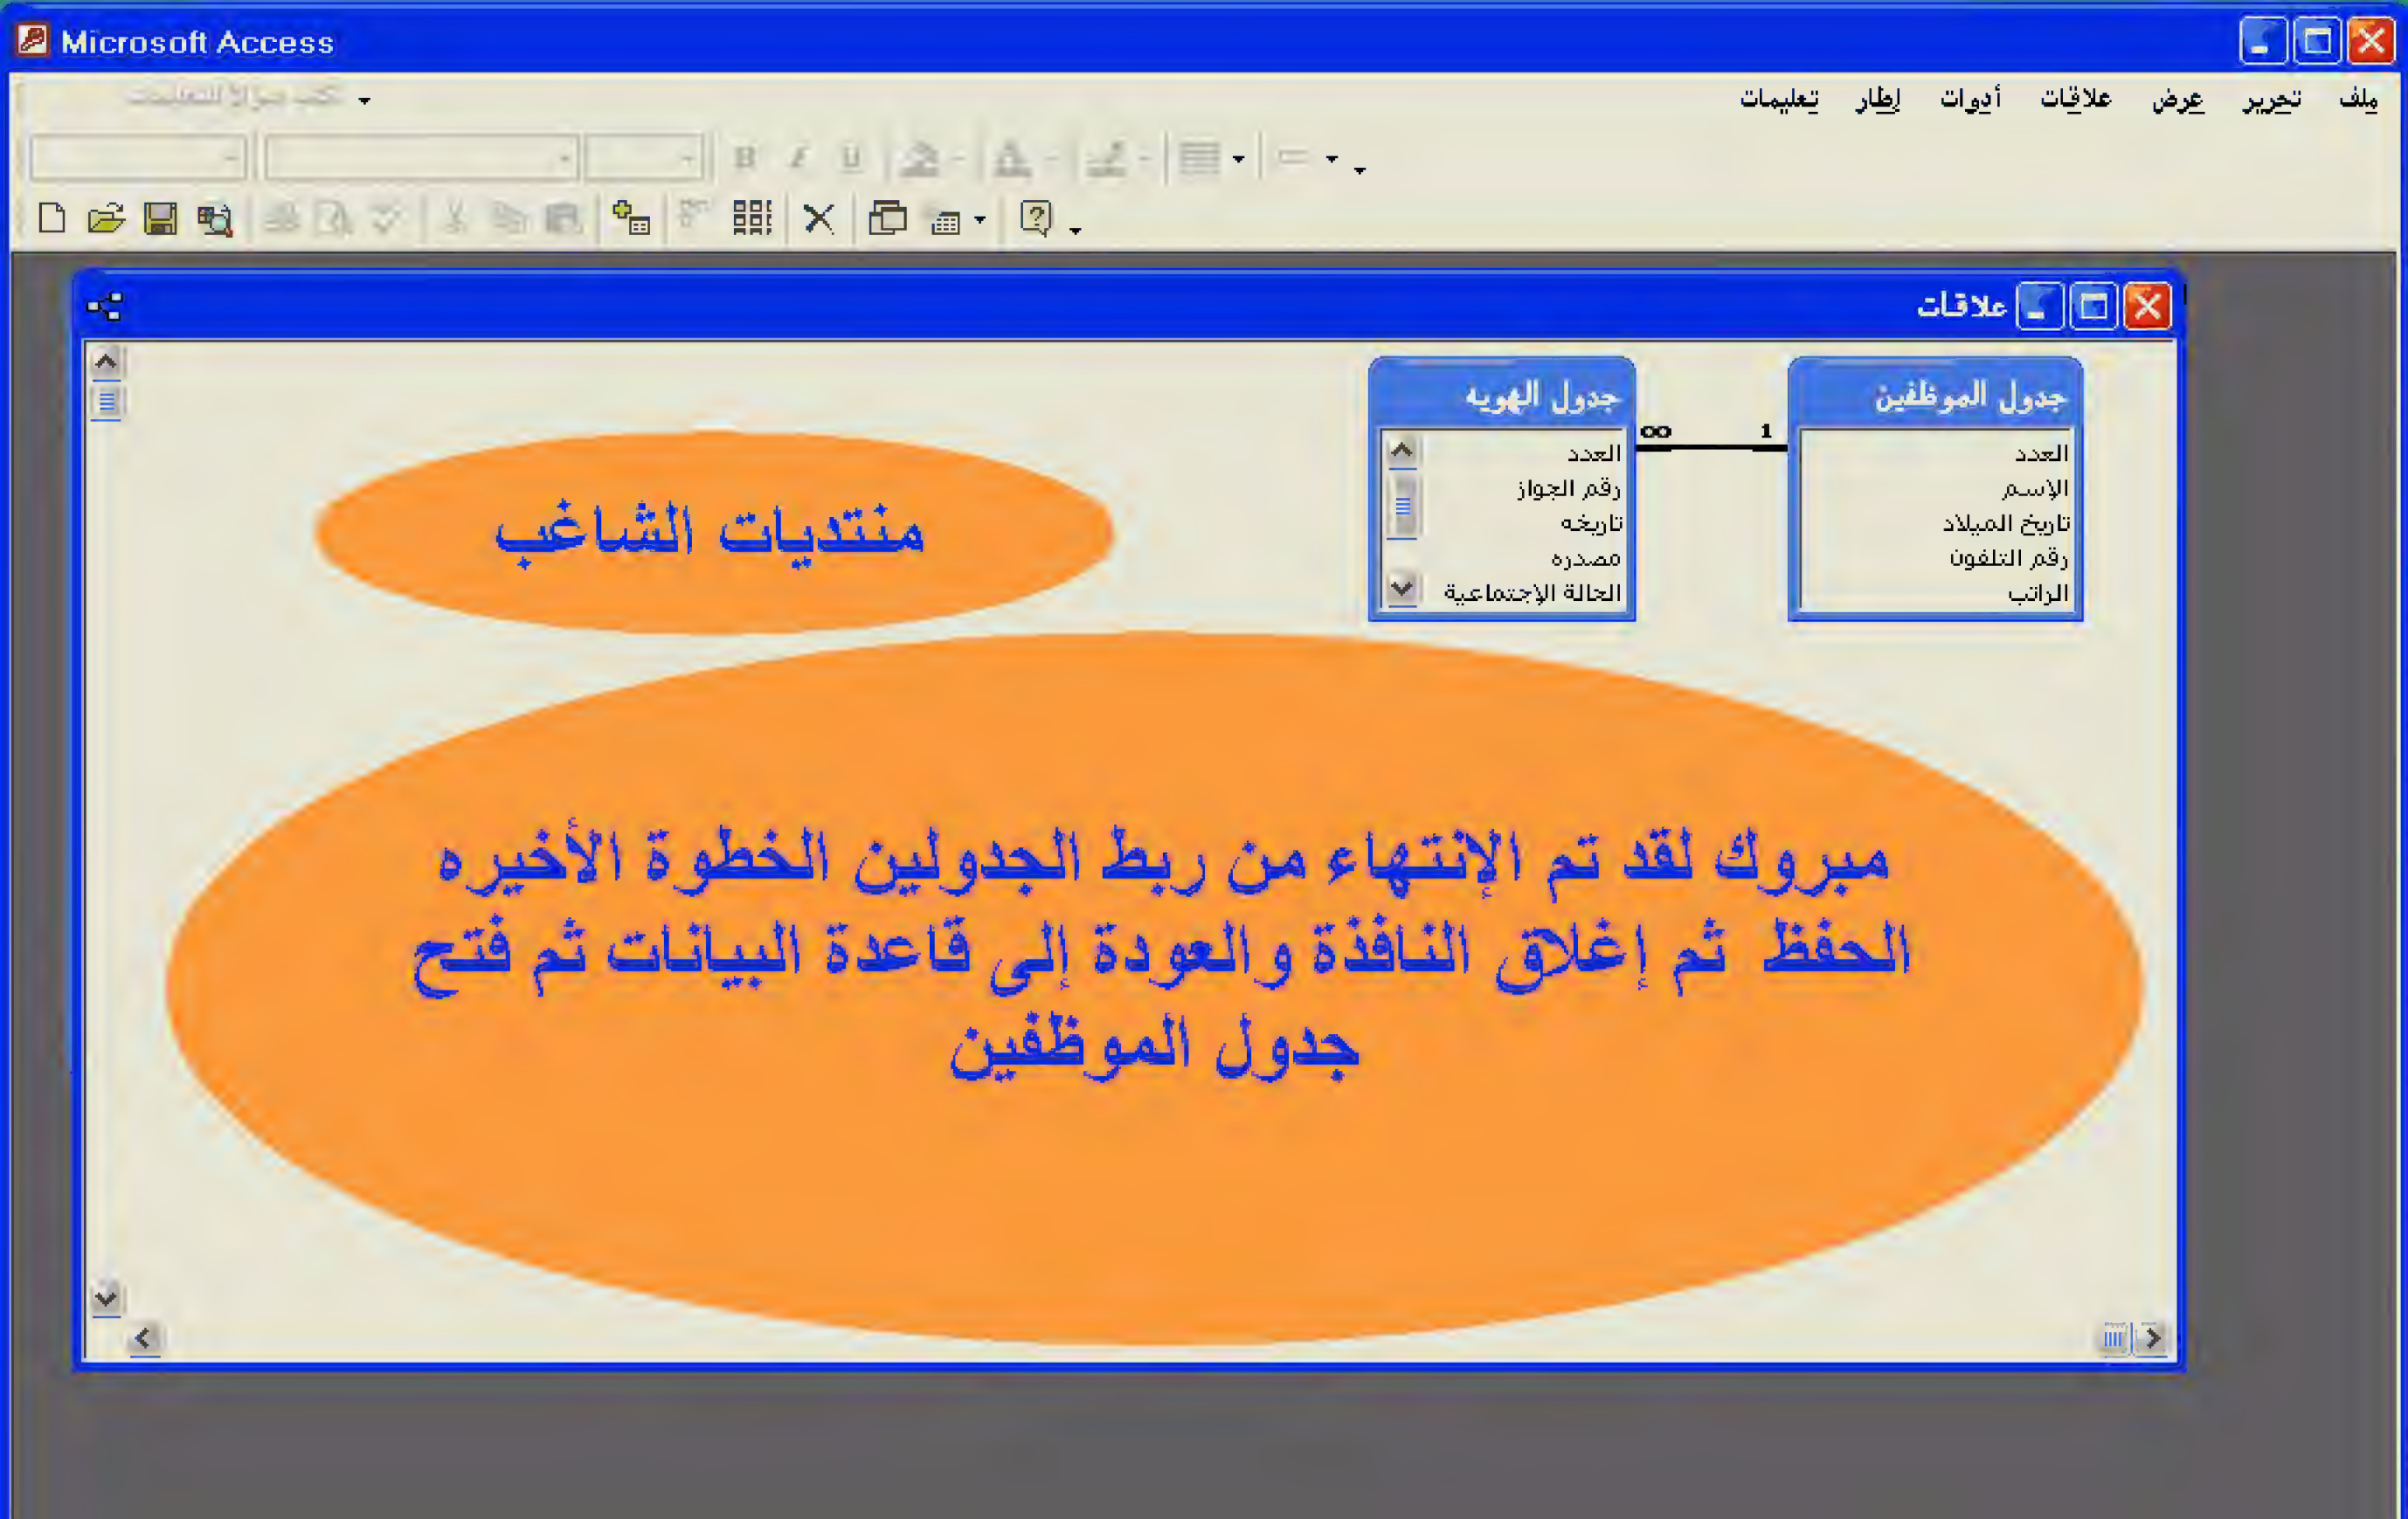 Microsoft Access
ملف تحرير عرض علاقات أدوات إطار تعليمات
علاقات
جدول الموظفين
العدد
الإسم
تاريخ الميلاد
رقم التلفون
الراتب
1 ∞
جدول الهويه
العدد
رقم الجواز
تاريخه
مصدره
الحالة الإجتماعية
منتديات الشاغب
مبروك لقد تم الإنتهاء من ربط الجدولين الخطوة الأخيره
الحفظ ثم إغلاق النافذة والعودة إلى قاعدة البيانات ثم فتح
جدول الموظفين